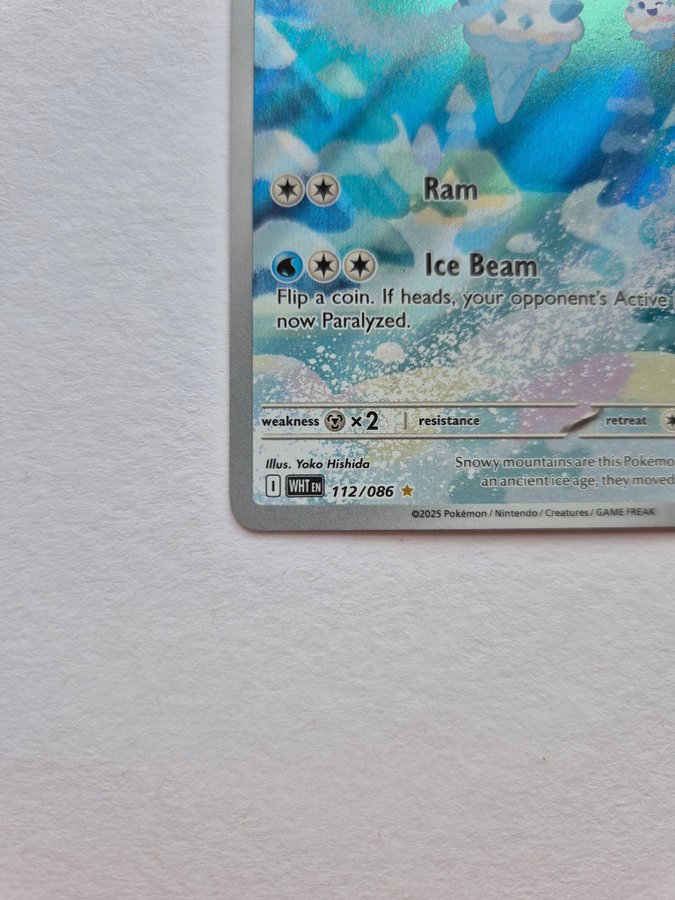 Ram
Ice Beam
Flip a coin. If heads, your opponent's Active
now Paralyzed.
weakness ×2 resistance retreat
Illus. Yoko Hishida
Snowy mountains are this Pokémo
I WHT EN 112/086
an ancient ice age, they moved
©2025 Pokémon / Nintendo / Creatures / GAME FREAK